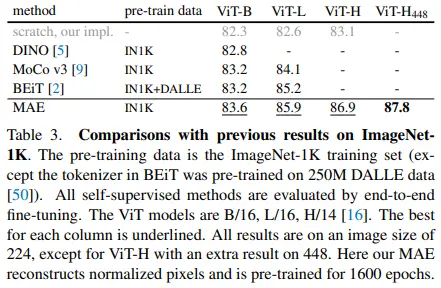 method pre-train data ViT-B ViT-L ViT-H ViT-H448
scratch, our impl. - 82.3 82.6 83.1 -
DINO [5] IN1K 82.8 - - -
MoCo v3 [9] IN1K 83.2 84.1 - -
BEiT [2] IN1K+DALLE 83.2 85.2 - -
MAE IN1K 83.6 85.9 86.9 87.8
Table 3. Comparisons with previous results on ImageNet-
1K. The pre-training data is the ImageNet-1K training set (ex-
cept the tokenizer in BEiT was pre-trained on 250M DALLE data
[50]). All self-supervised methods are evaluated by end-to-end
fine-tuning. The ViT models are B/16, L/16, H/14 [16]. The best
for each column is underlined. All results are on an image size of
224, except for ViT-H with an extra result on 448. Here our MAE
reconstructs normalized pixels and is pre-trained for 1600 epochs.